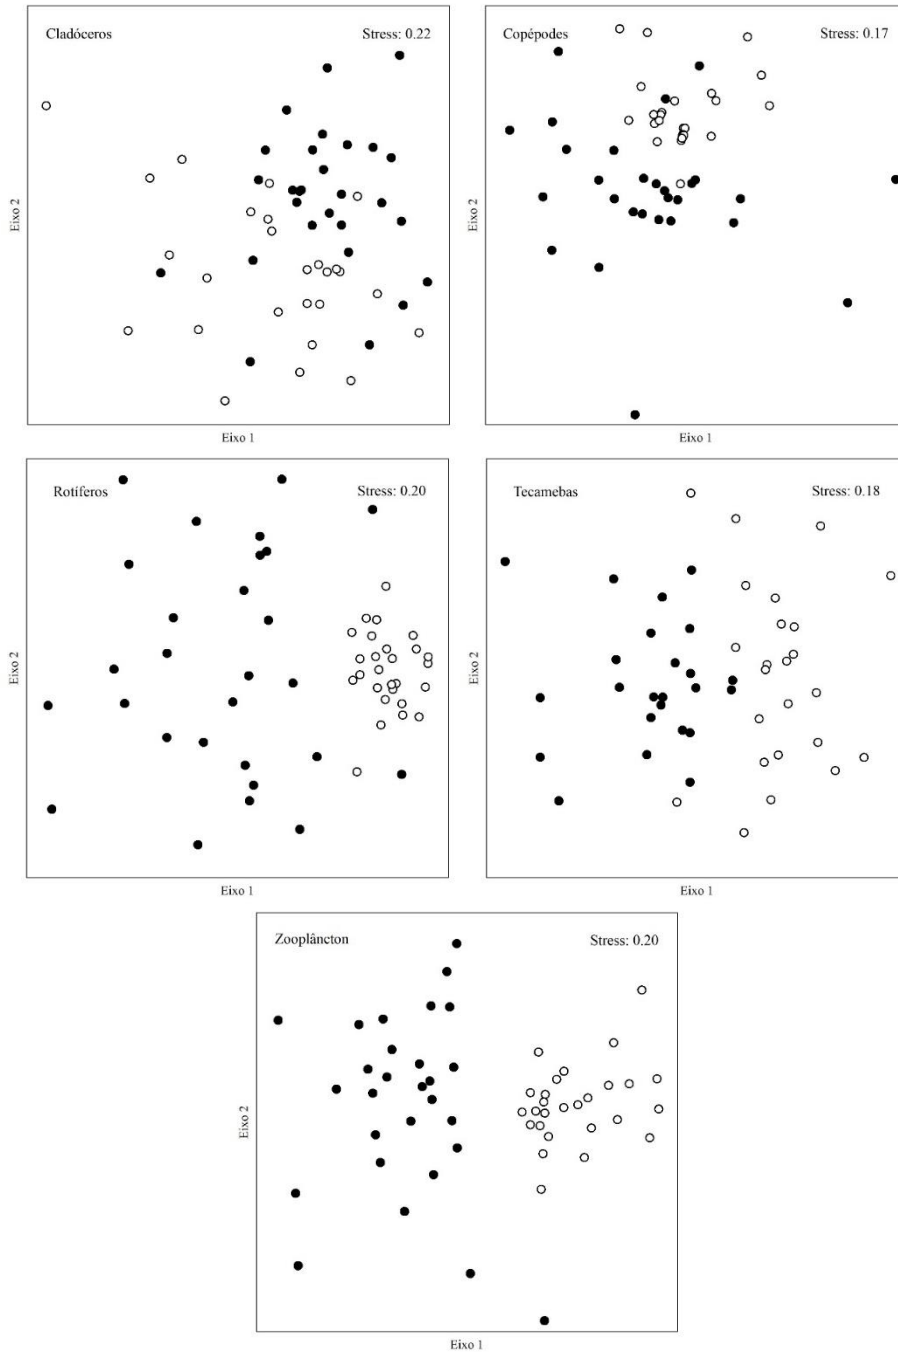 Cladóceros Stress: 0.22
Eixo 2
Eixo 1
Copépodes Stress: 0.17
Eixo 2
Eixo 1
Rotíferos Stress: 0.20
Eixo 2
Eixo 1
Tecamebas Stress: 0.18
Eixo 2
Eixo 1
Zooplâncton Stress: 0.20
Eixo 2
Eixo 1